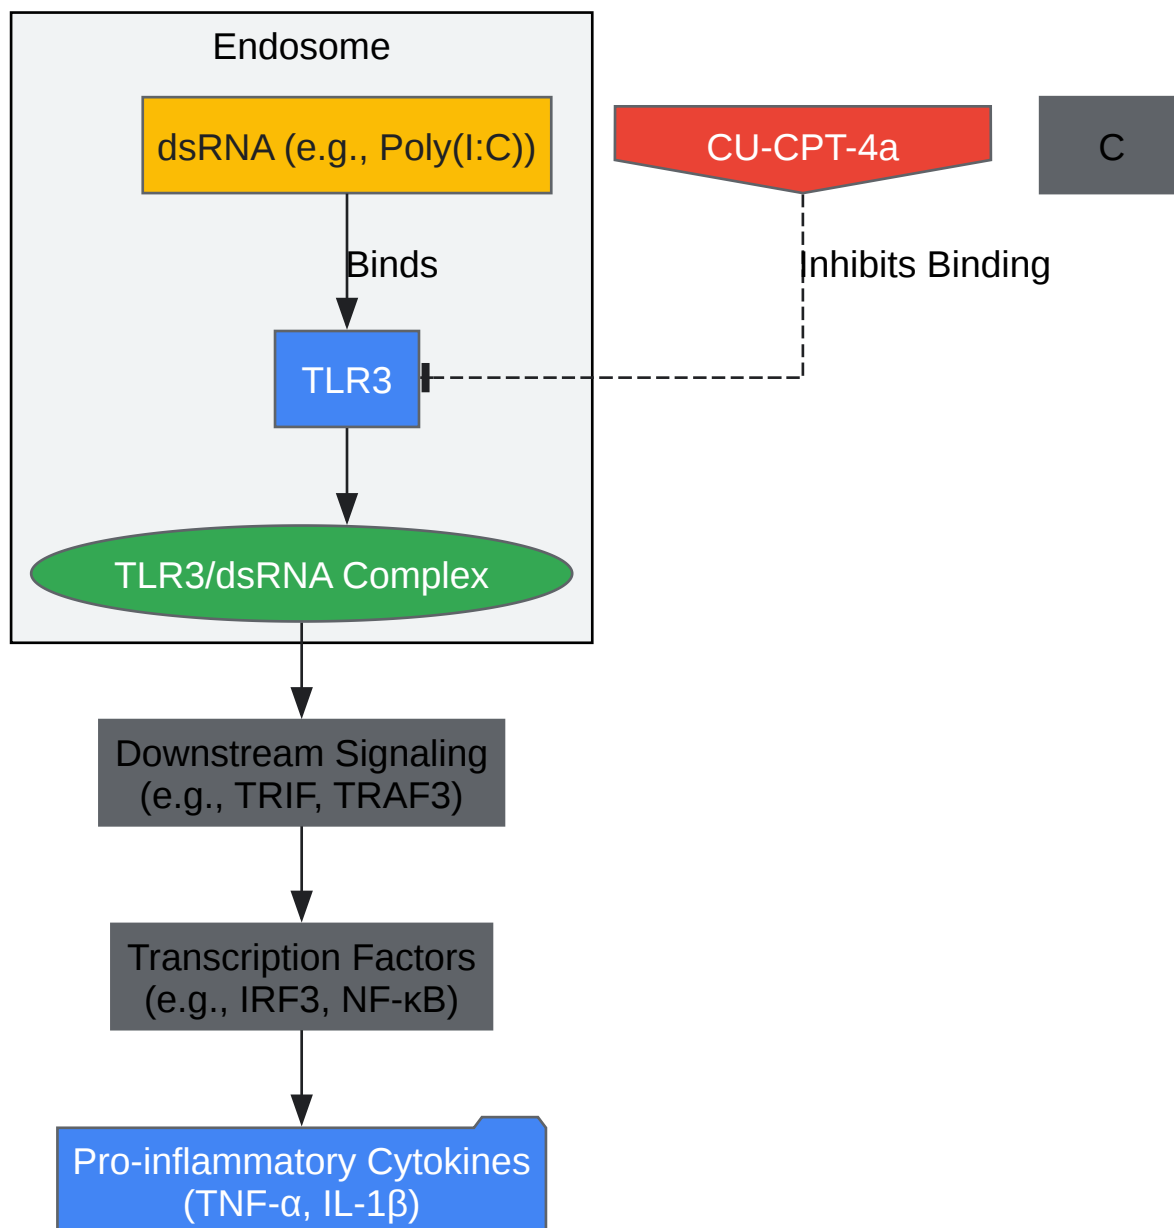 Endosome
dsRNA (e.g., Poly(I:C))
CU-CPT-4a
C
Binds
Inhibits Binding
TLR3
TLR3/dsRNA Complex
Downstream Signaling
(e.g., TRIF, TRAF3)
Transcription Factors
(e.g., IRF3, NF-κB)
Pro-inflammatory Cytokines
(TNF-α, IL-1β)